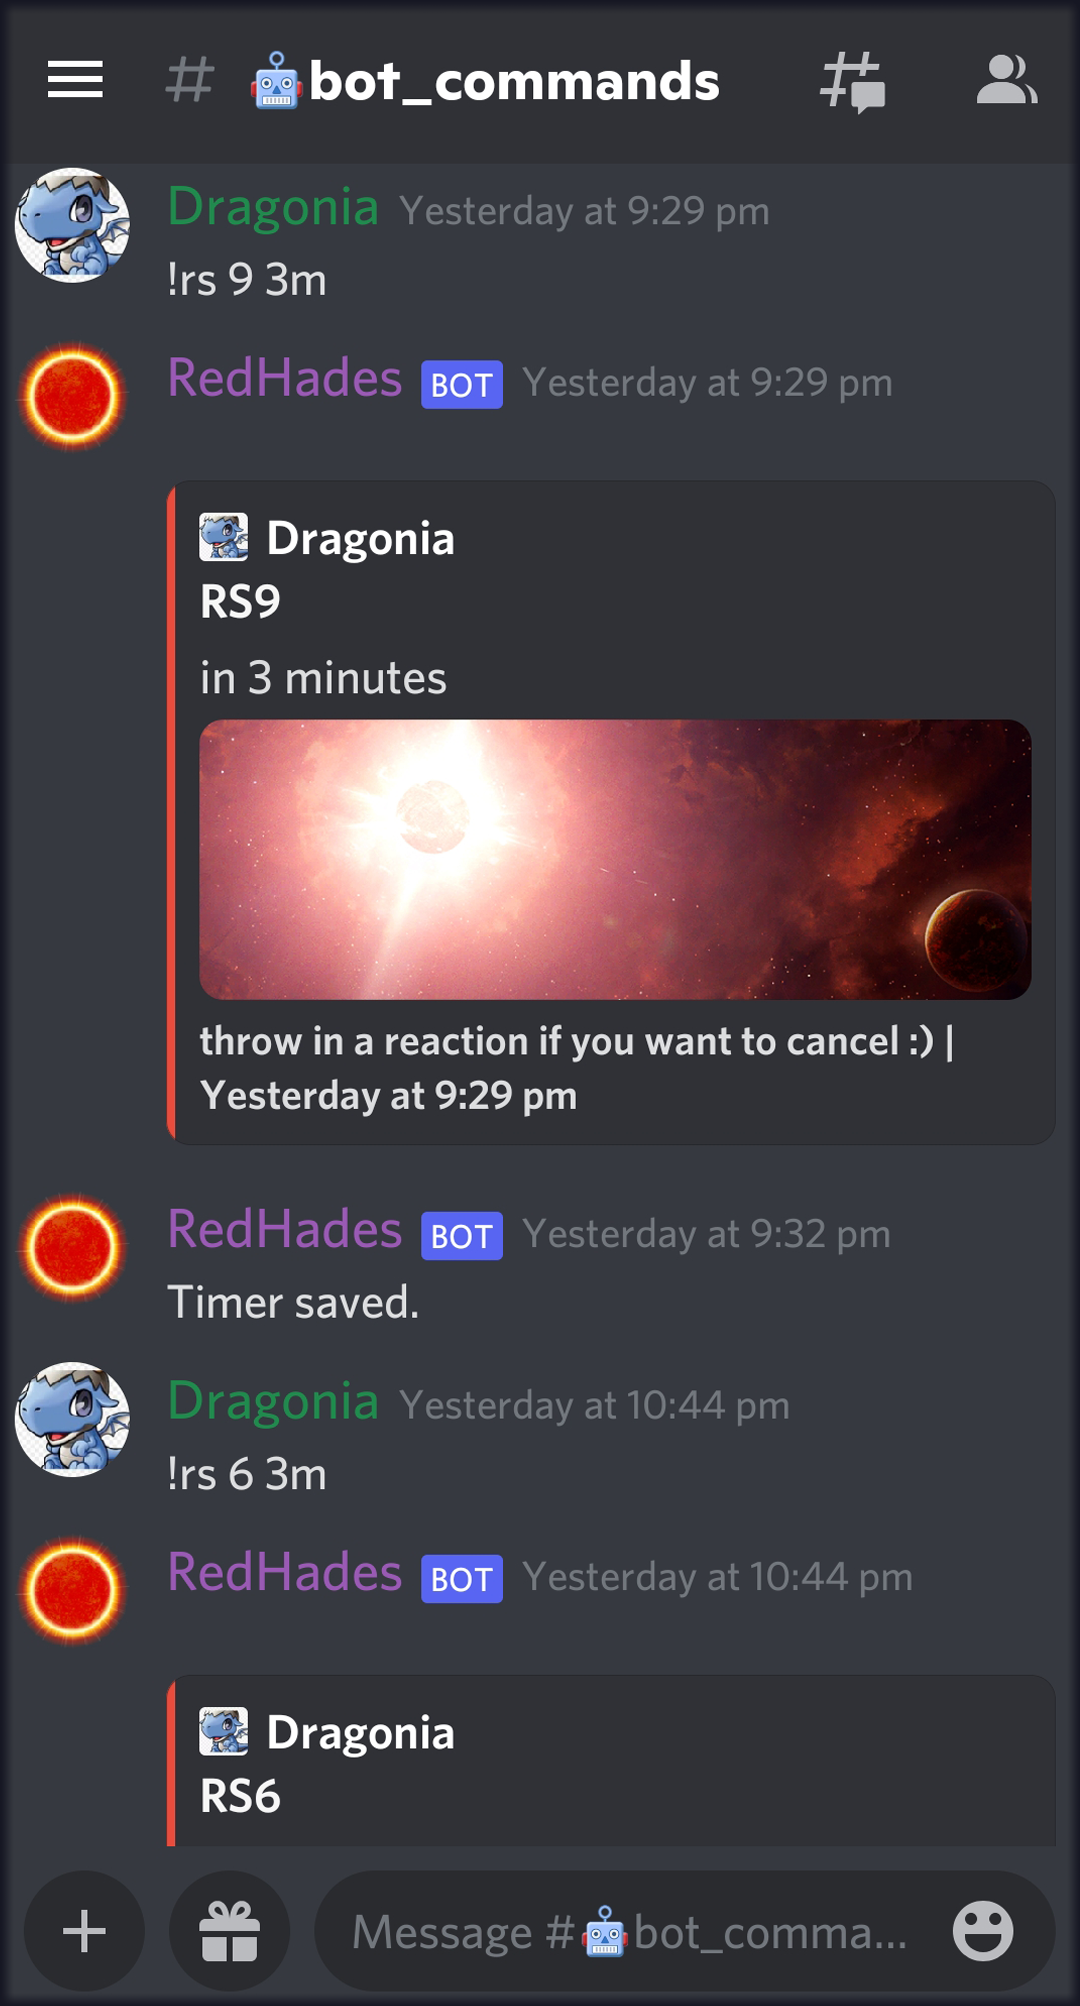 # 🤖bot_commands
Dragonia Yesterday at 9:29 pm
!rs 9 3m
RedHades BOT Yesterday at 9:29 pm
Dragonia
RS9
in 3 minutes
throw in a reaction if you want to cancel :) |
Yesterday at 9:29 pm
RedHades BOT Yesterday at 9:32 pm
Timer saved.
Dragonia Yesterday at 10:44 pm
!rs 6 3m
RedHades BOT Yesterday at 10:44 pm
Dragonia
RS6
Message #🤖bot_comma...